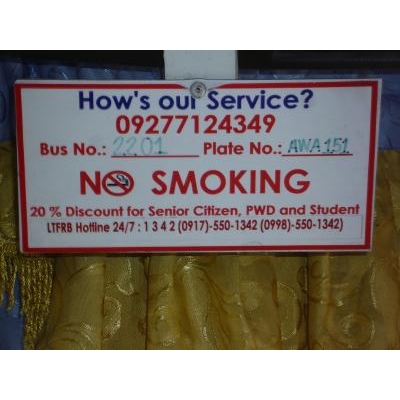 How's our Service?
09277124349
Bus No.: 2201 Plate No.: AWA 151
NO SMOKING
20 % Discount for Senior Citizen, PWD and Student
LTFRB Hotline 24/7 : 1 3 4 2 (0917)-550-1342 (0998)-550-1342)